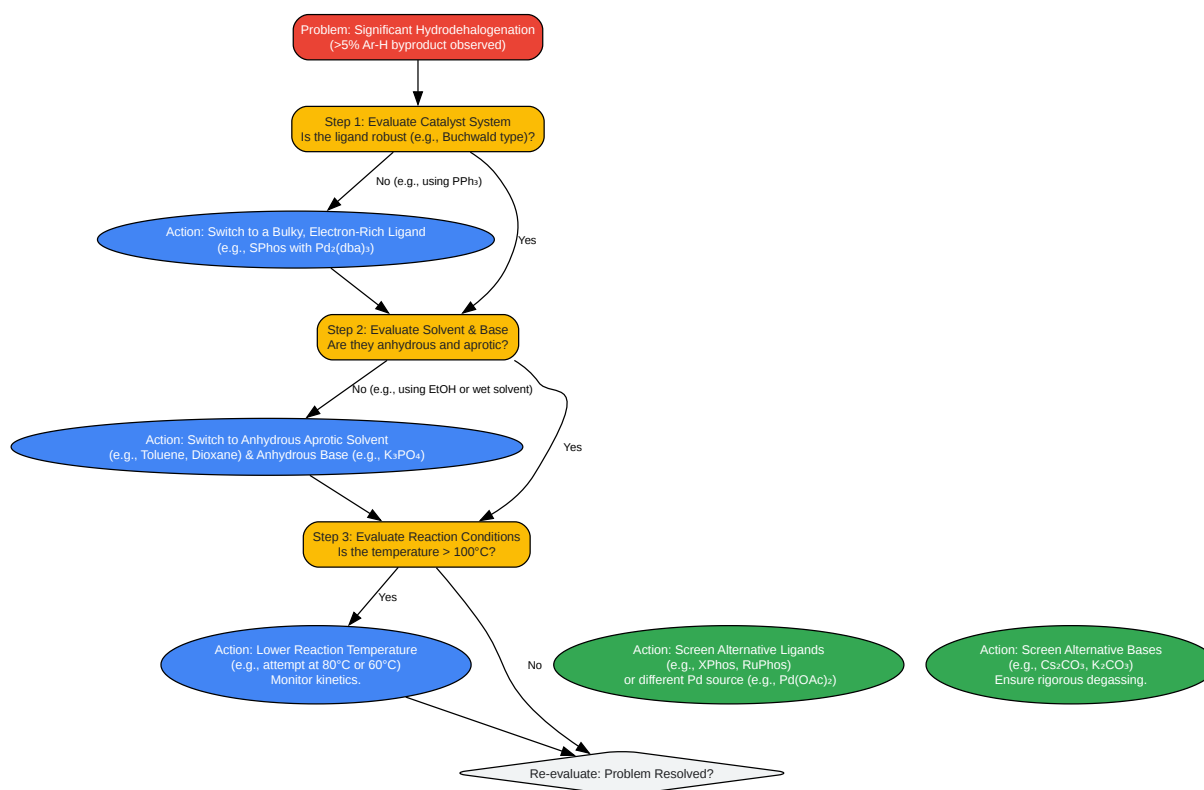 Problem: Significant Hydrodehalogenation
(>5% Ar-H byproduct observed)
Step 1: Evaluate Catalyst System
Is the ligand robust (e.g., Buchwald type)?
No (e.g., using PPh₃)
Action: Switch to a Bulky, Electron-Rich Ligand
(e.g., SPhos with Pd₂(dba)₃)
Yes
Step 2: Evaluate Solvent & Base
Are they anhydrous and aprotic?
No (e.g., using EtOH or wet solvent)
Action: Switch to Anhydrous Aprotic Solvent
(e.g., Toluene, Dioxane) & Anhydrous Base (e.g., K₃PO₄)
Yes
Step 3: Evaluate Reaction Conditions
Is the temperature > 100°C?
Yes
Action: Lower Reaction Temperature
(e.g., attempt at 80°C or 60°C)
Monitor kinetics.
No
Action: Screen Alternative Ligands
(e.g., XPhos, RuPhos)
or different Pd source (e.g., Pd(OAc)₂)
Action: Screen Alternative Bases
(e.g., Cs₂CO₃, K₂CO₃)
Ensure rigorous degassing.
Re-evaluate: Problem Resolved?